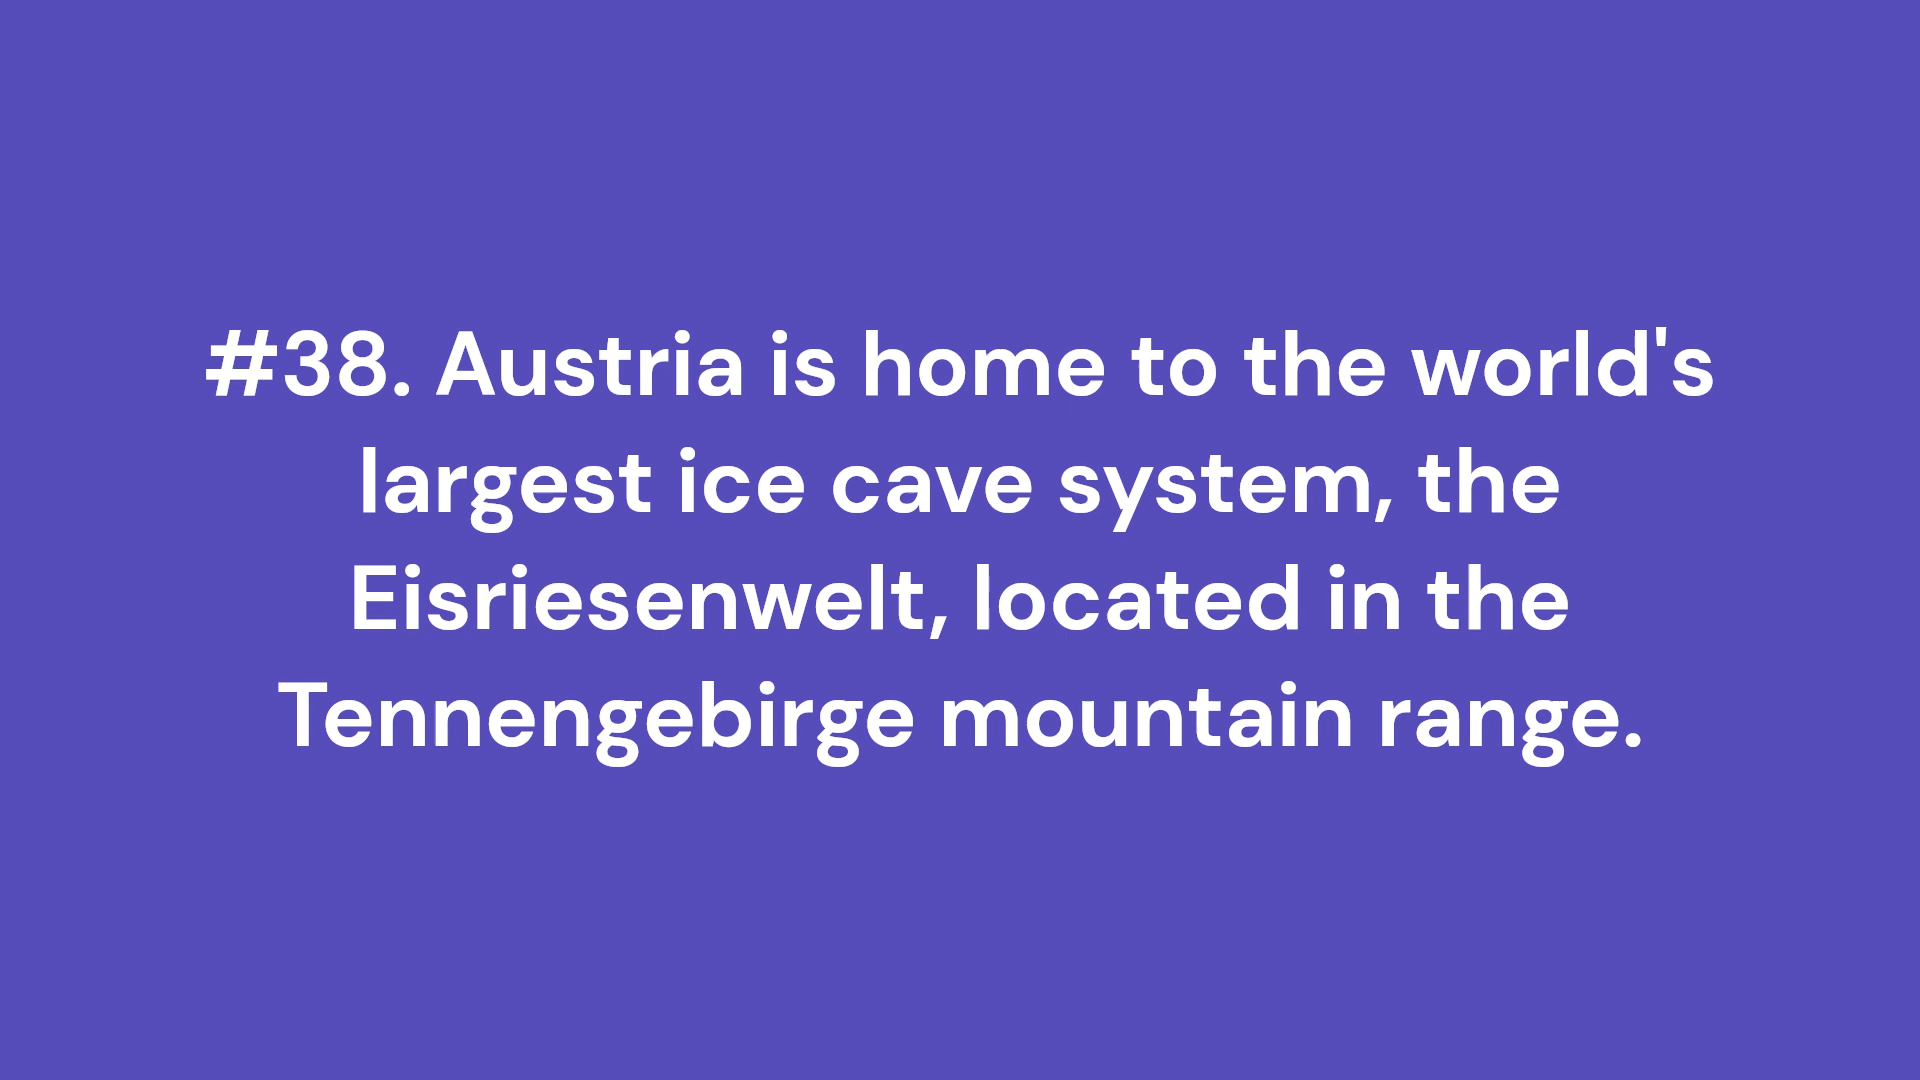 #38. Austria is home to the world's
largest ice cave system, the
Eisriesenwelt, located in the
Tennengebirge mountain range.